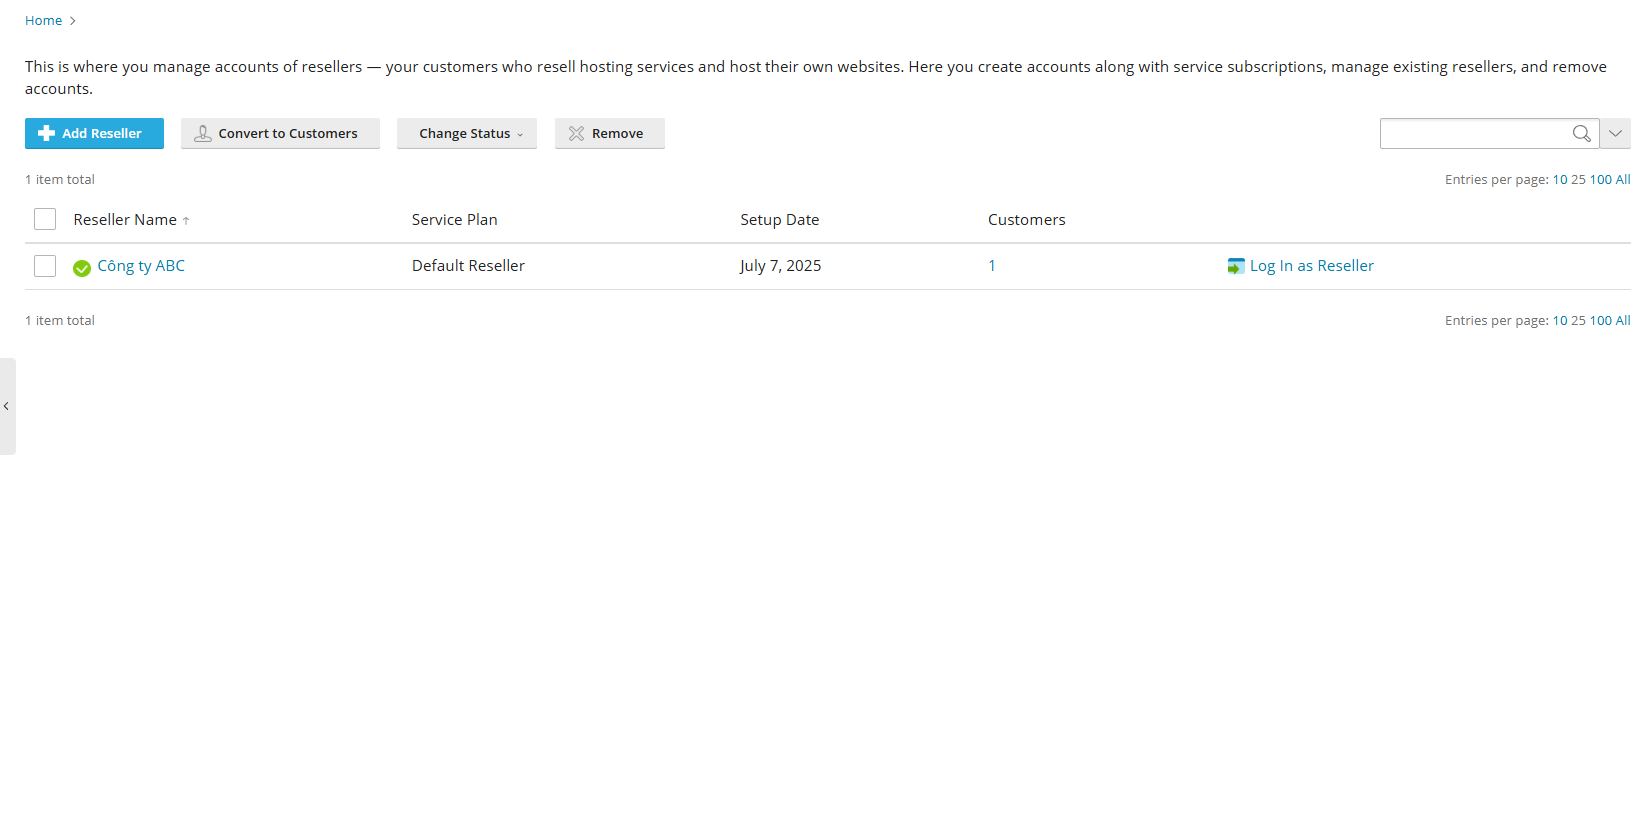 Home
This is where you manage accounts of resellers — your customers who resell hosting services and host their own websites. Here you create accounts along with service subscriptions, manage existing resellers, and remove
accounts.
Add Reseller Convert to Customers Change Status Remove
1 item total Entries per page: 10 25 100 All
Reseller Name ↑ Service Plan Setup Date Customers
Công ty ABC Default Reseller July 7, 2025 1 Log In as Reseller
1 item total Entries per page: 10 25 100 All